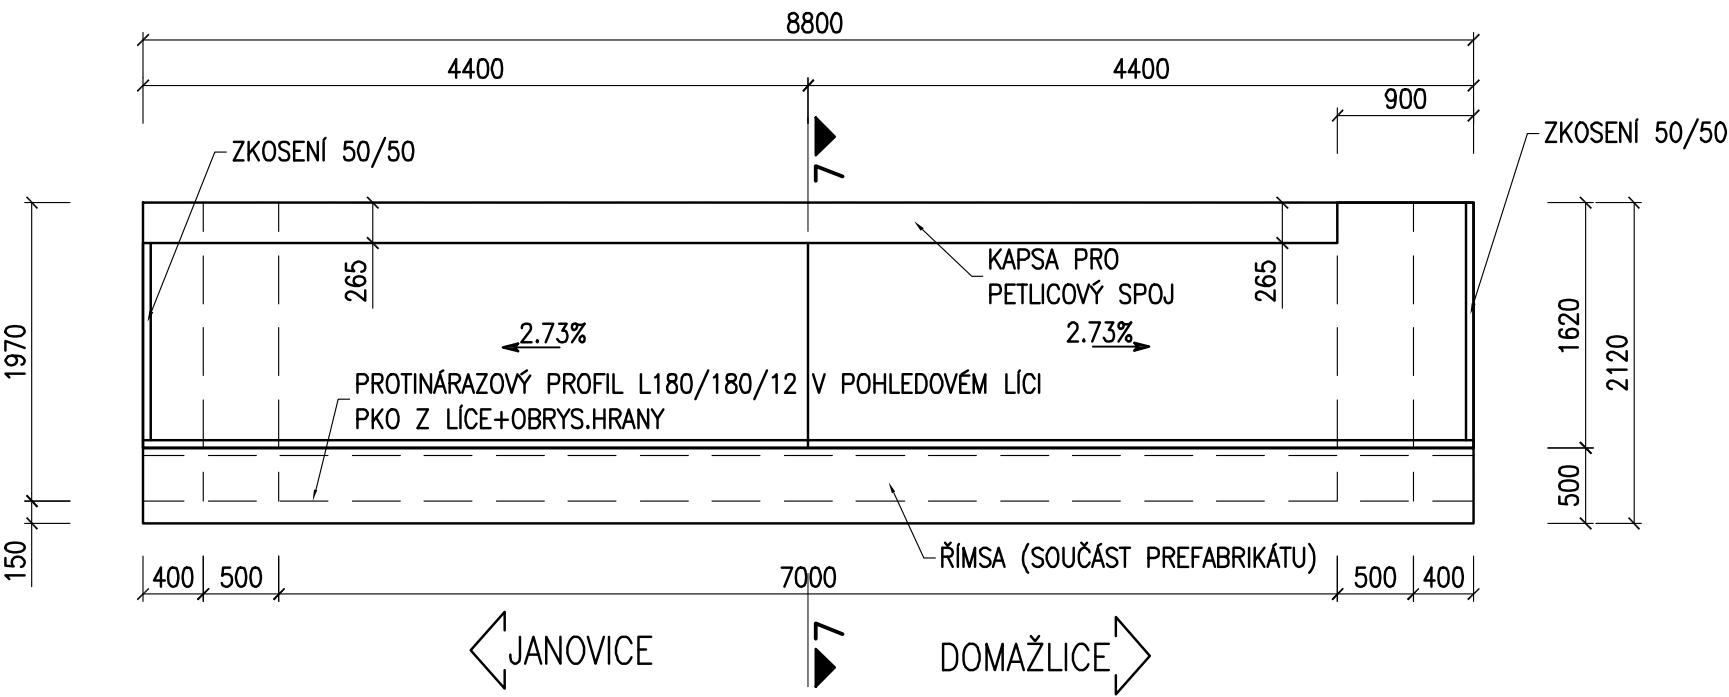 8800
4400
4400
900
ZKOSENÍ 50/50
ZKOSENÍ 50/50
7
265
265
KAPSA PRO
PETLICOVÝ SPOJ
1970
150
1620
2120
500
2.73%
2.73%
PROTINÁRAZOVÝ PROFIL L180/180/12 V POHLEDOVÉM LÍCI
PKO Z LÍCE+OBRYS.HRANY
ŘÍMSA (SOUČÁST PREFABRIKÁTU)
400
500
7000
500
400
7
JANOVICE
DOMAŽLICE